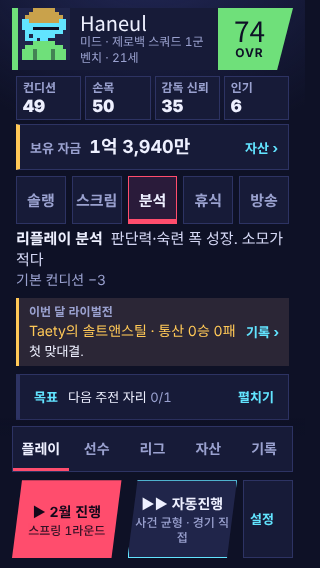 Haneul
미드 · 제로백 스쿼드 1군
벤치 · 21세
74
OVR
컨디션
49
손목
50
감독 신뢰
35
인기
6
보유 자금 1억 3,940만 자산 ›
솔랭
스크림
분석
휴식
방송
리플레이 분석 판단력·숙련 폭 성장. 소모가
적다
기본 컨디션 −3
이번 달 라이벌전
Taety의 솔트앤스틸 · 통산 0승 0패 기록 ›
첫 맞대결.
목표 다음 주전 자리 0/1 펼치기
플레이 선수 리그 자산 기록
▶ 2월 진행
스프링 1라운드
▶▶ 자동진행
사건 균형 · 경기 직
접
설정